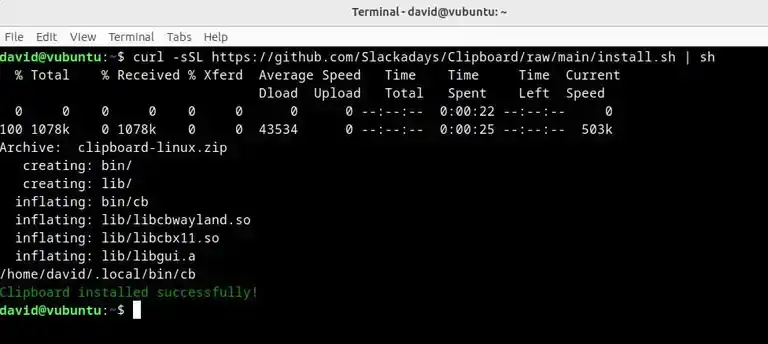 Terminal - david@vubuntu: ~
File Edit View Terminal Tabs Help
david@vubuntu:~$ curl -sSL https://github.com/Slackadays/Clipboard/raw/main/install.sh | sh
% Total % Received % Xferd Average Speed Time Time Time Current
Dload Upload Total Spent Left Speed
0 0 0 0 0 0 0 0 --:--:-- 0:00:22 --:--:-- 0
100 1078k 0 1078k 0 0 43534 0 --:--:-- 0:00:25 --:--:-- 503k
Archive: clipboard-linux.zip
creating: bin/
creating: lib/
inflating: bin/cb
inflating: lib/libcbwayland.so
inflating: lib/libcbx11.so
inflating: lib/libgui.a
/home/david/.local/bin/cb
Clipboard installed successfully!
david@vubuntu:~$